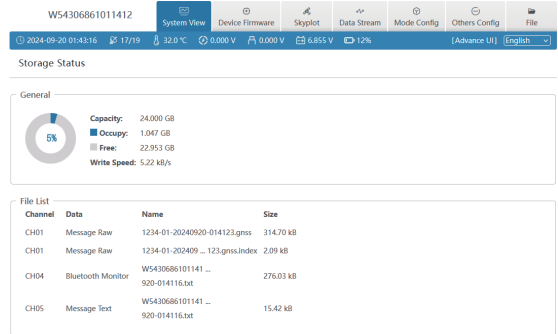 W54306861011412
System View
Device Firmware
Skyplot
Data Stream
Mode Config
Others Config
File
2024-09-20 01:43:16 17/19 32.0 °C 0.000 V 0.000 V 6.855 V 12% [Advance UI] English
Storage Status
General
5%
Capacity: 24.000 GB
Occupy: 1.047 GB
Free: 22.953 GB
Write Speed: 5.22 kB/s
File List
Channel Data Name Size
CH01 Message Raw 1234-01-20240920-014123.gnss 314.70 kB
CH01 Message Raw 1234-01-202409 ... 123.gnss.index 2.09 kB
CH04 Bluetooth Monitor W5430686101141 ...
920-014116.txt 276.03 kB
CH05 Message Text W5430686101141 ...
920-014116.txt 15.42 kB